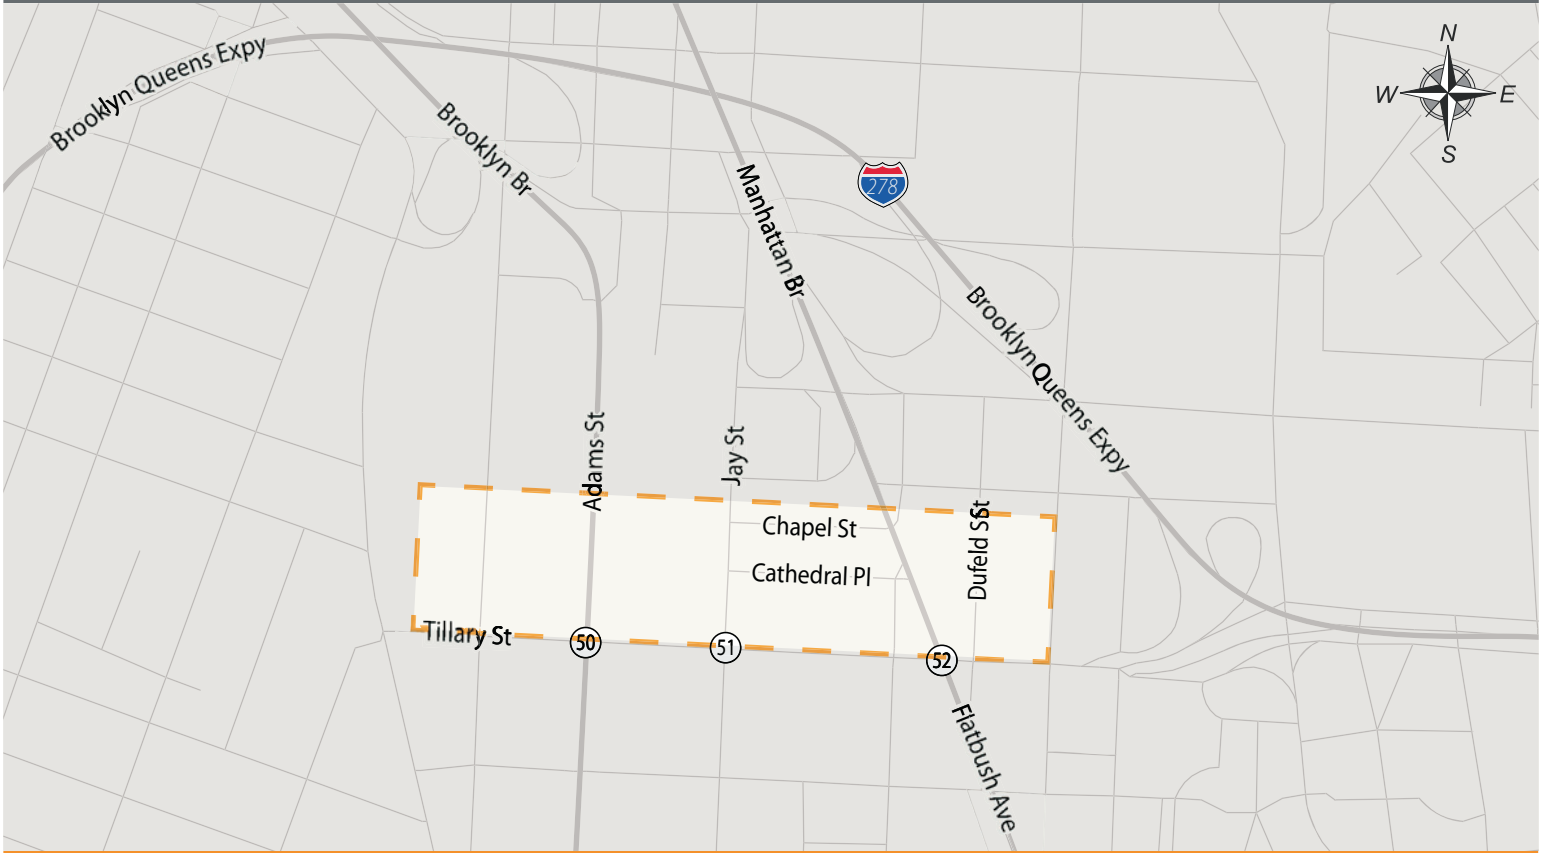 N
Brooklyn Queens Expy
W
E
Brooklyn Br
S
Manhattan Br
278
Brooklyn Queens Expy
Adams St
Jay St
Chapel St
Dufeld St
St
Cathedral Pl
Tillary St
50
51
52
Flatbush Ave